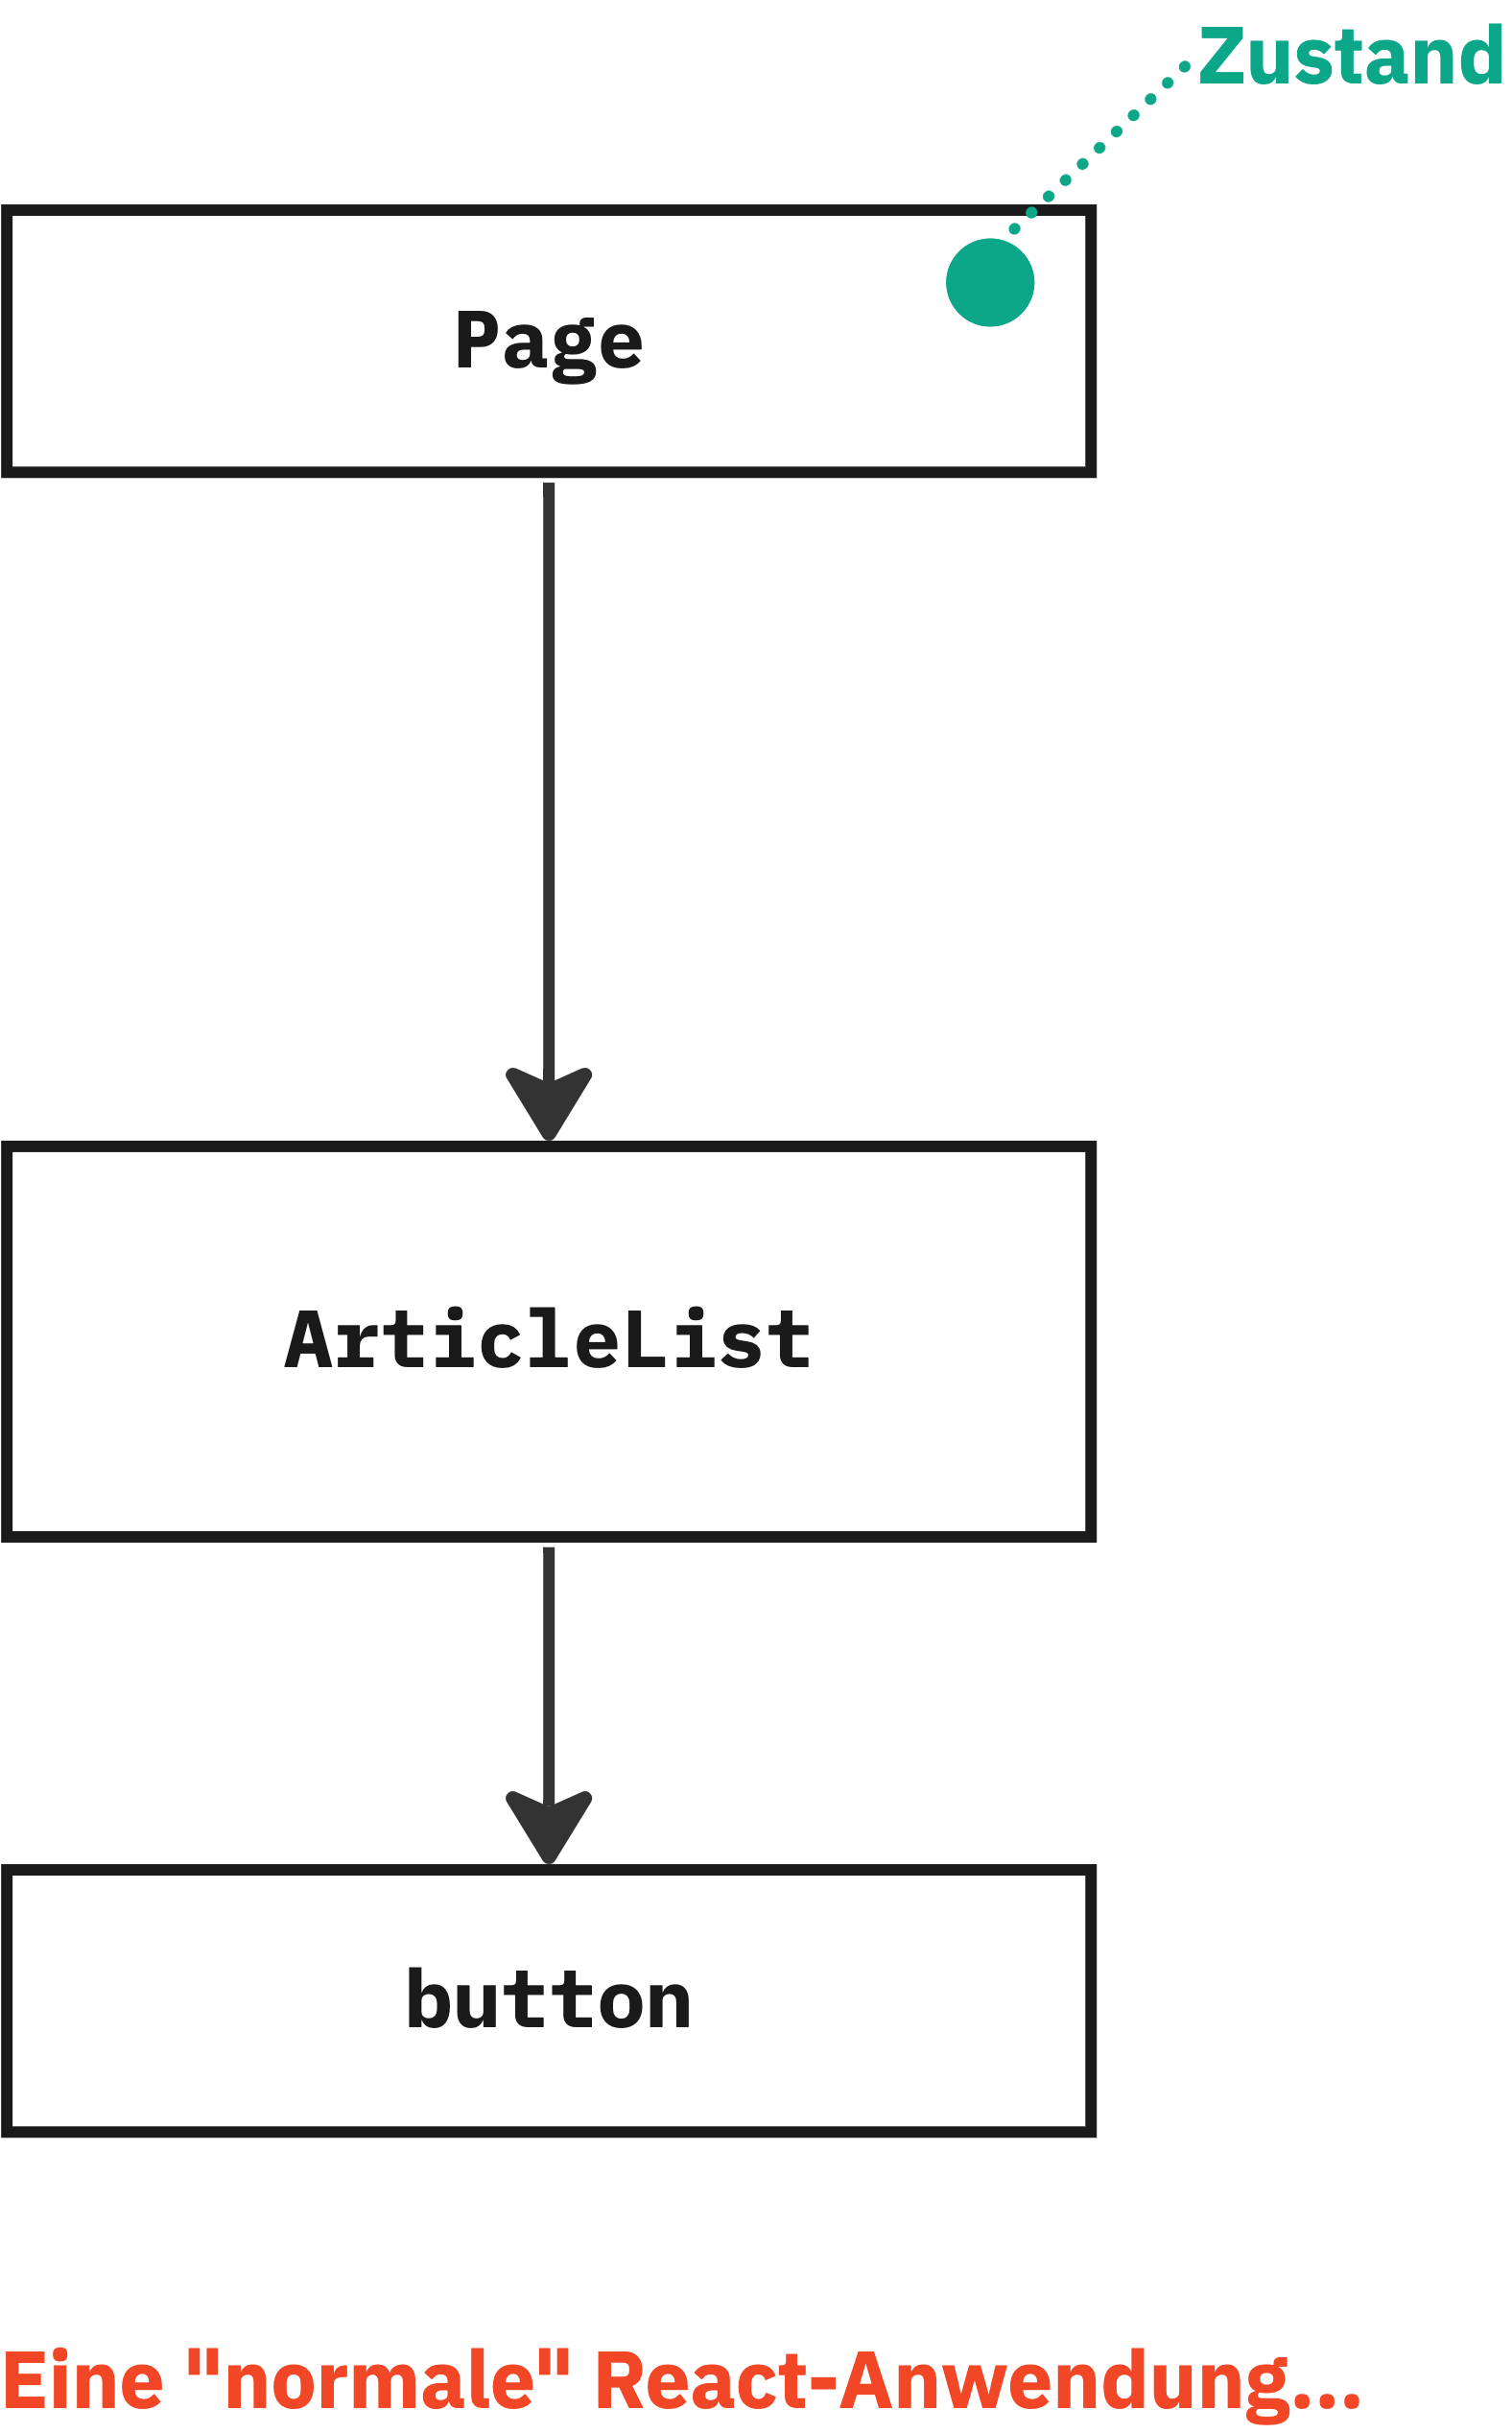 Zustand
Page
ArticleList
button
Eine "normale" React-Anwendung...